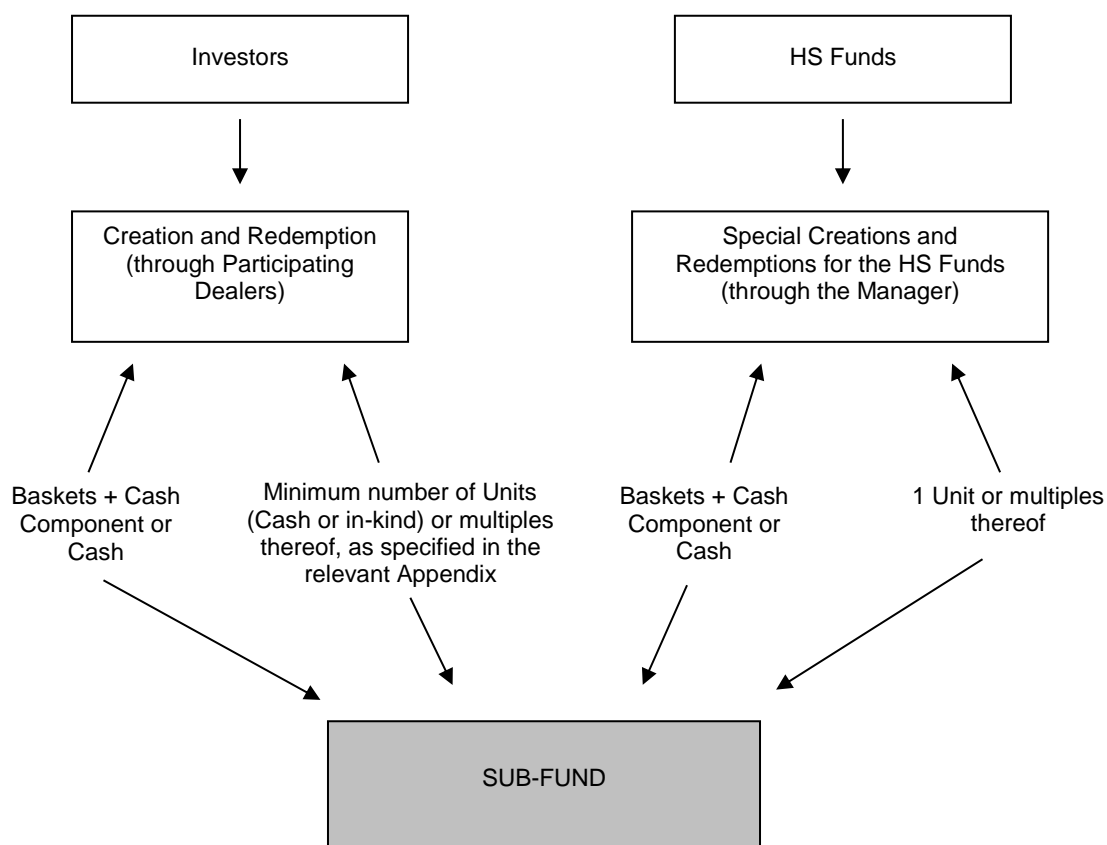 Investors
HS Funds
Creation and Redemption
(through Participating
Dealers)
Special Creations and
Redemptions for the HS Funds
(through the Manager)
Baskets + Cash
Component or
Cash
Minimum number of Units
(Cash or in-kind) or multiples
thereof, as specified in the
relevant Appendix
Baskets + Cash
Component or
Cash
1 Unit or multiples
thereof
SUB-FUND